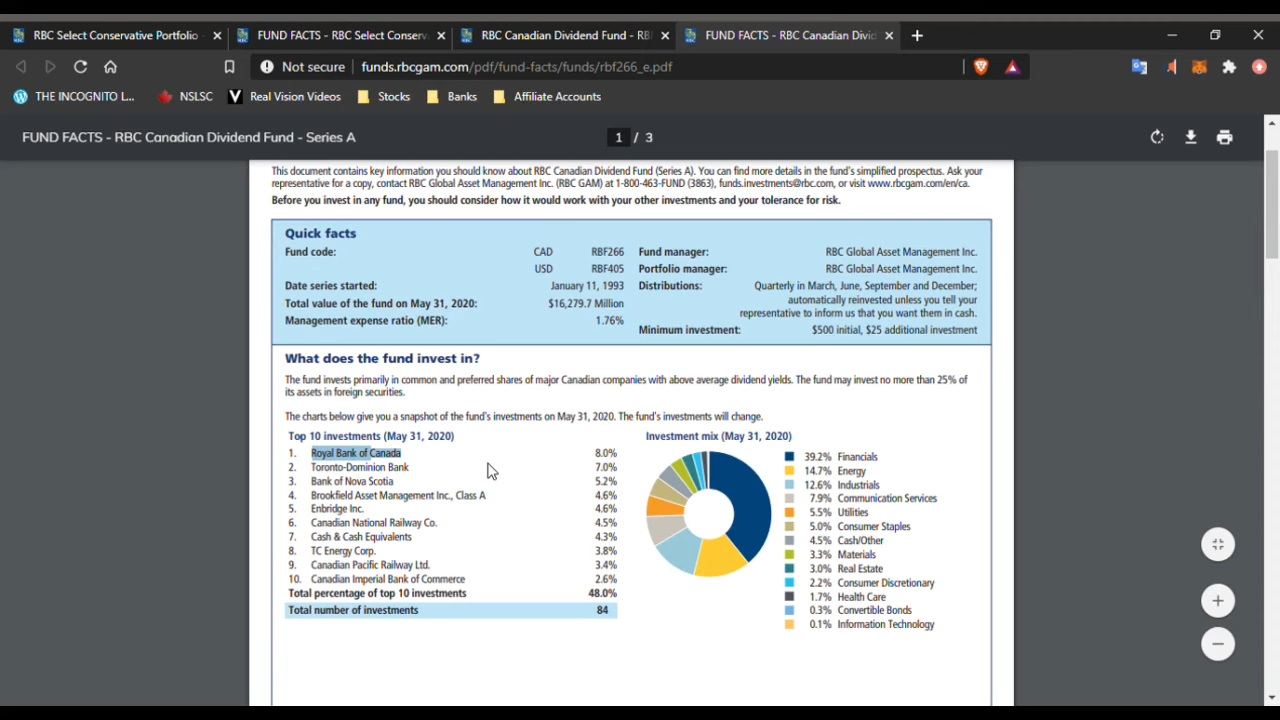 RBC Select Conservative Portfolio
FUND FACTS - RBC Select Conserv
RBC Canadian Dividend Fund - RB
FUND FACTS - RBC Canadian Divid
Not secure
funds.rbcgam.com/pdf/fund-facts/funds/rbf266_e.pdf
THE INCOGNITO L...
NSLSC
Real Vision Videos
Stocks
Banks
Affiliate Accounts
FUND FACTS - RBC Canadian Dividend Fund - Series A
1 / 3
This document contains key information you should know about RBC Canadian Dividend Fund (Series A). You can find more details in the fund's simplified prospectus. Ask your
representative for a copy, contact RBC Global Asset Management Inc. (RBC GAM) at 1-800-463-FUND (3863), funds.investments@rbc.com, or visit www.rbcgam.com/en/ca.
Before you invest in any fund, you should consider how it would work with your other investments and your tolerance for risk.
Quick facts
Fund code: CAD RBF266
USD RBF405
Date series started: January 11, 1993
Total value of the fund on May 31, 2020: $16,279.7 Million
Management expense ratio (MER): 1.76%
Fund manager: RBC Global Asset Management Inc.
Portfolio manager: RBC Global Asset Management Inc.
Distributions: Quarterly in March, June, September and December;
automatically reinvested unless you tell your
representative to inform us that you want them in cash.
Minimum investment: $500 initial, $25 additional investment
What does the fund invest in?
The fund invests primarily in common and preferred shares of major Canadian companies with above average dividend yields. The fund may invest no more than 25% of
its assets in foreign securities.
The charts below give you a snapshot of the fund's investments on May 31, 2020. The fund's investments will change.
Top 10 investments (May 31, 2020)
1. Royal Bank of Canada 8.0%
2. Toronto-Dominion Bank 7.0%
3. Bank of Nova Scotia 5.2%
4. Brookfield Asset Management Inc., Class A 4.6%
5. Enbridge Inc. 4.6%
6. Canadian National Railway Co. 4.5%
7. Cash & Cash Equivalents 4.3%
8. TC Energy Corp. 3.8%
9. Canadian Pacific Railway Ltd. 3.4%
10. Canadian Imperial Bank of Commerce 2.6%
Total percentage of top 10 investments 48.0%
Total number of investments 84
Investment mix (May 31, 2020)
39.2% Financials
14.7% Energy
12.6% Industrials
7.9% Communication Services
5.5% Utilities
5.0% Consumer Staples
4.5% Cash/Other
3.3% Materials
3.0% Real Estate
2.2% Consumer Discretionary
1.7% Health Care
0.3% Convertible Bonds
0.1% Information Technology